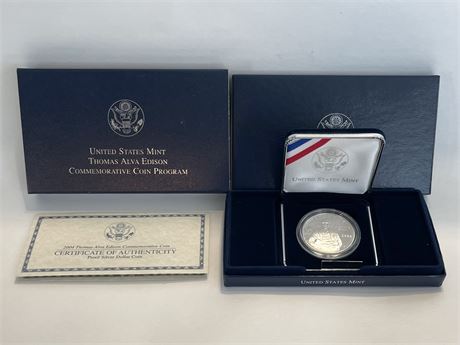 United States Mint
Thomas Alva Edison
Commemorative Coin Program
2004 Thomas Alva Edison Commemorative Coin
CERTIFICATE OF AUTHENTICITY
Proof Silver Dollar Coin
United States Mint
United States Mint